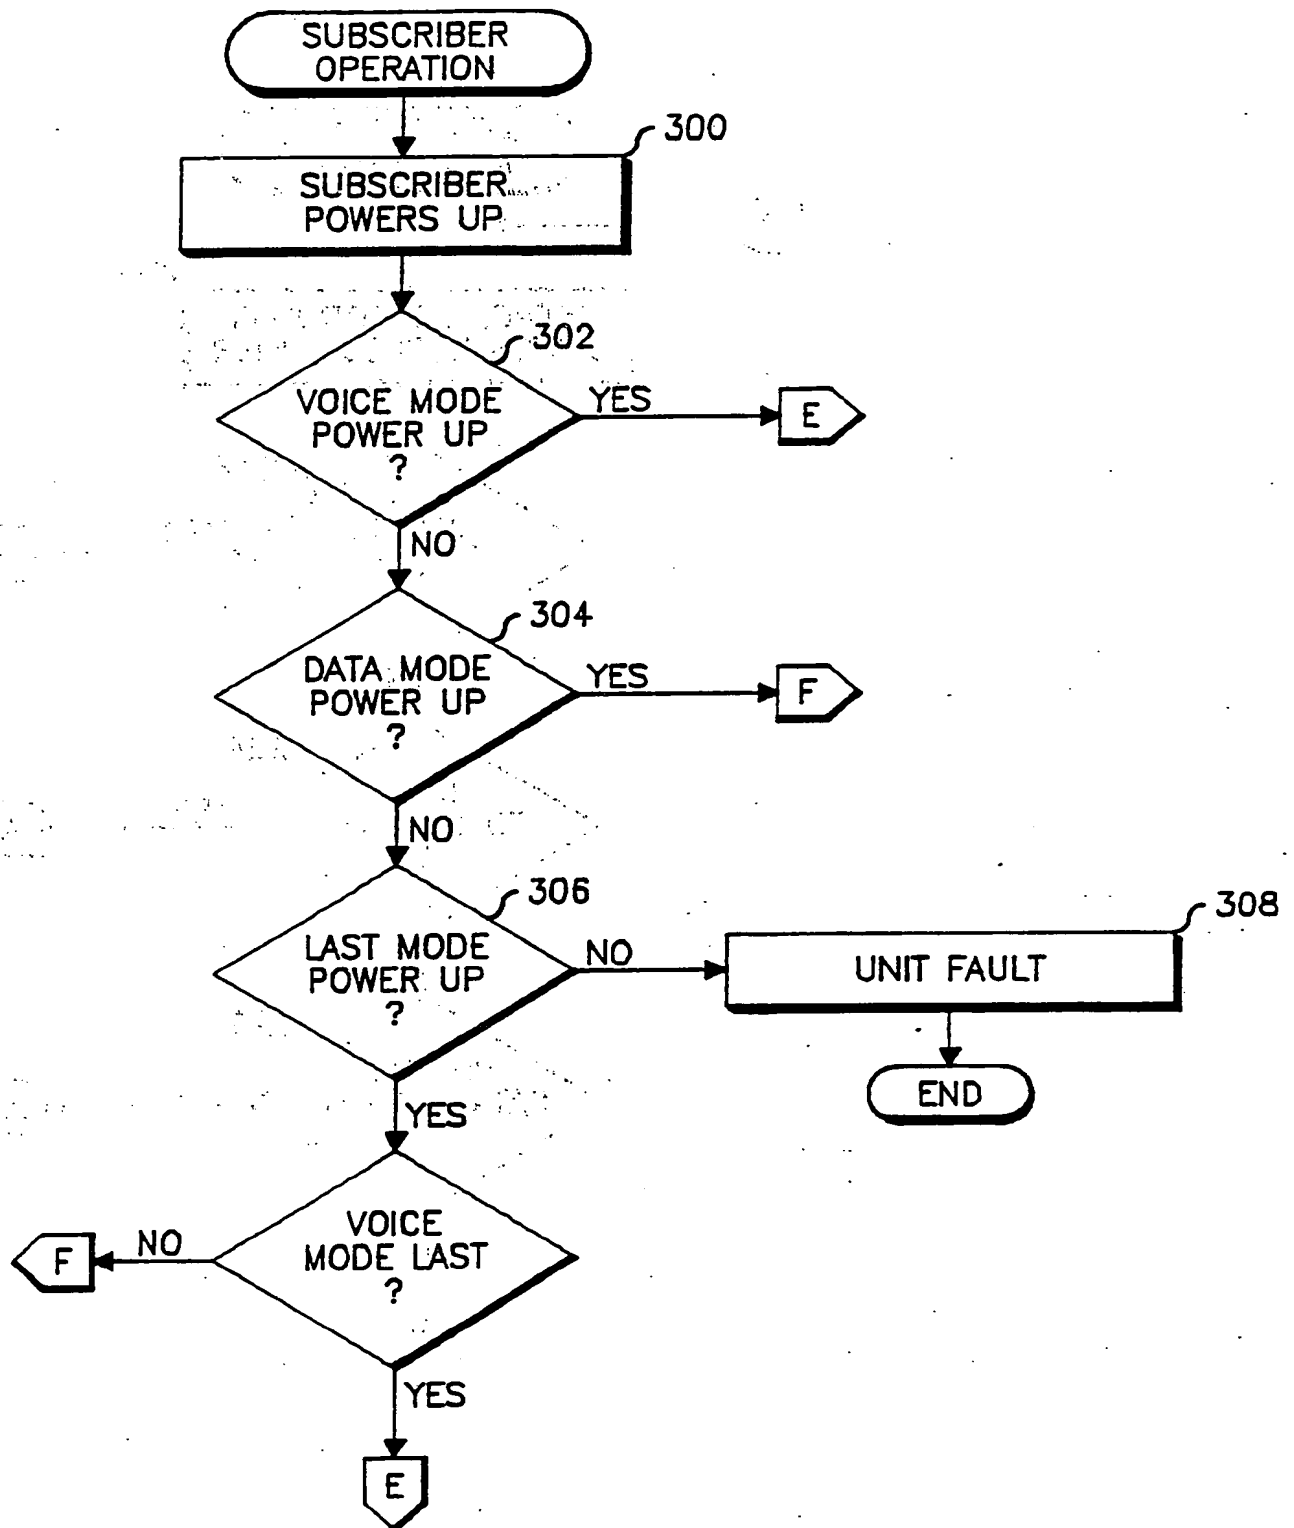 SUBSCRIBER
OPERATION
300
SUBSCRIBER
POWERS UP
302
VOICE MODE
POWER UP
?
YES
E
NO
304
DATA MODE
POWER UP
?
YES
F
NO
306
LAST MODE
POWER UP
?
NO
308
UNIT FAULT
END
YES
VOICE
MODE LAST
?
NO
F
YES
E